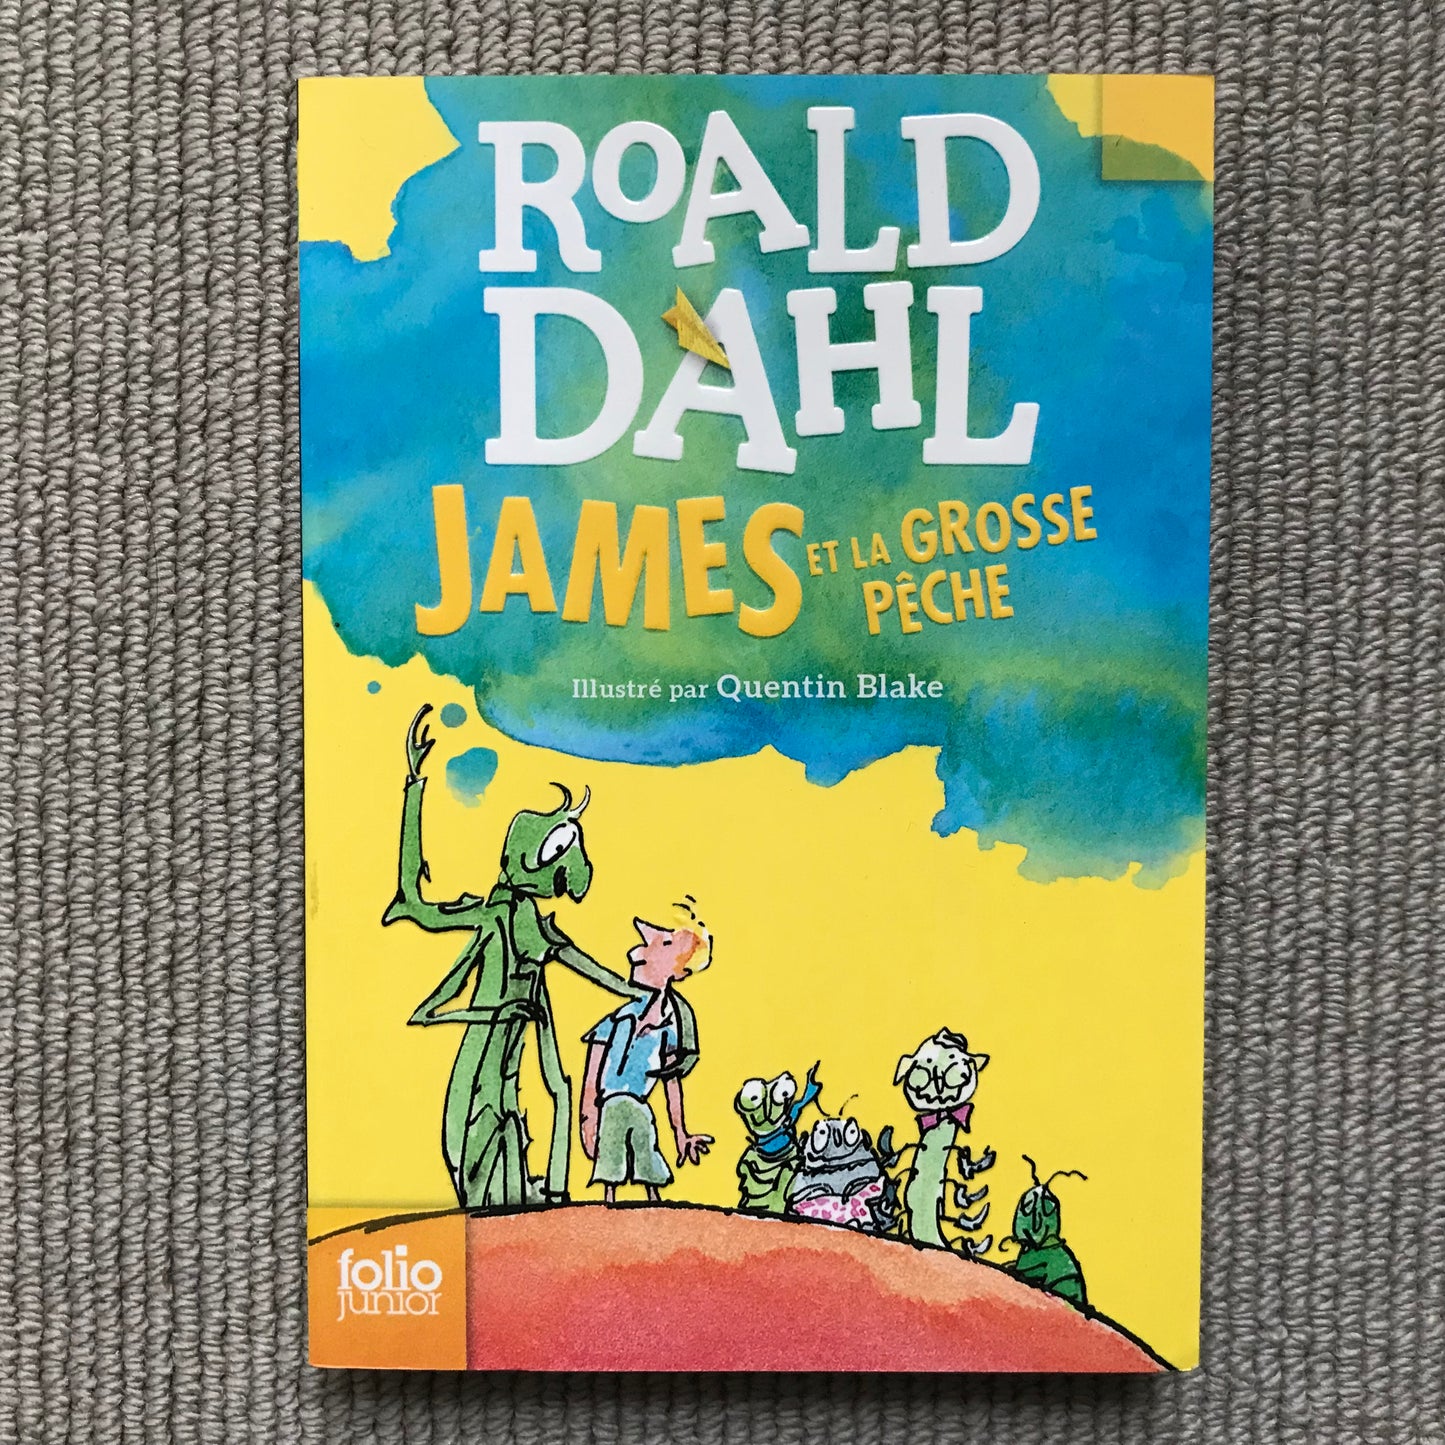 ROALD
DAHL
JAMES ET LA GROSSE
PÊCHE
Illustré par Quentin Blake
folio
JUNIOR